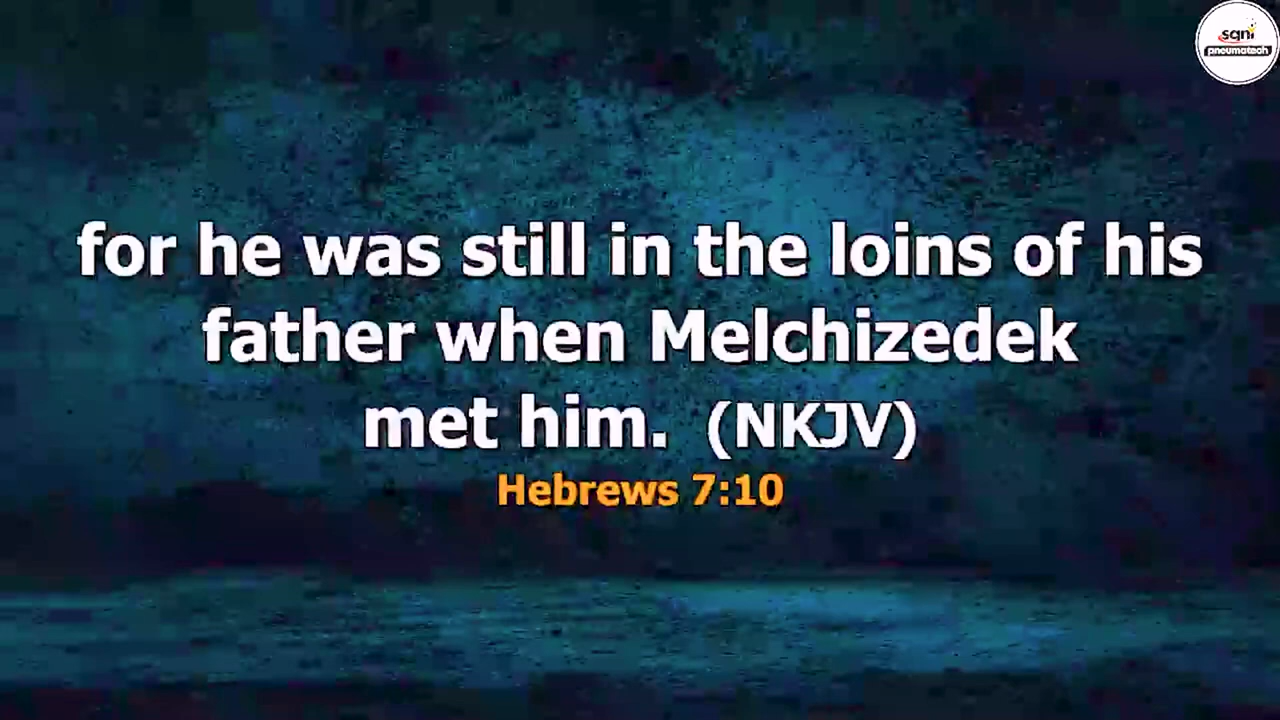 sqni
pneumatech
for he was still in the loins of his
father when Melchizedek
met him. (NKJV)
Hebrews 7:10